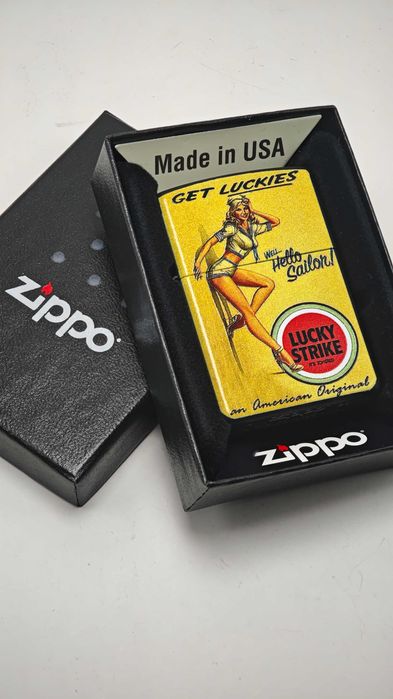 Made in USA
GET LUCKIES
Well...
Hello
Sailor!
LUCKY
STRIKE
IT'S TOASTED
an American Original
zippo
zippo